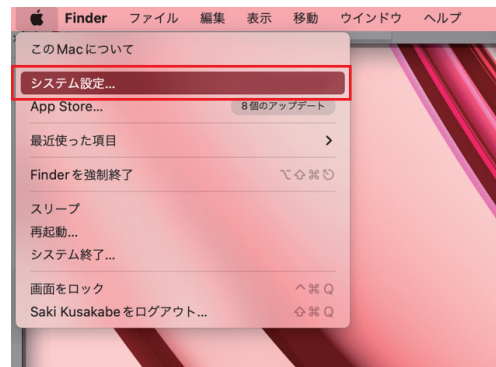 Finder ファイル 編集 表示 移動 ウインドウ ヘルプ
このMacについて
システム設定...
App Store... 8個のアップデート
最近使った項目 >
Finderを強制終了 ⌥⇧⌘⎋
スリープ
再起動...
システム終了...
画面をロック ^⌘Q
Saki Kusakabeをログアウト... ⇧⌘Q